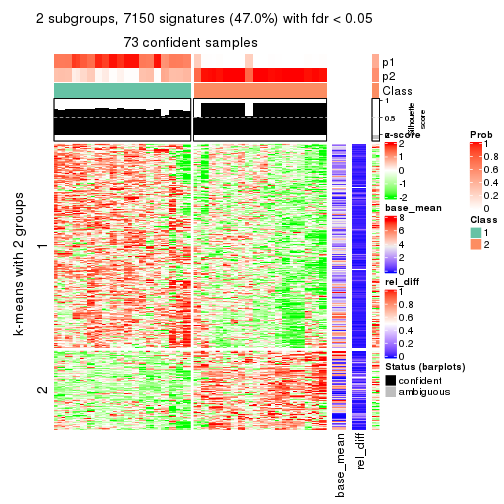 2 subgroups, 7150 signatures (47.0%) with fdr < 0.05
73 confident samples
p1
p2
Class
1
0.5
0
Silhouette
score
k-means with 2 groups
1
2
base_mean
rel_diff
z-score
2
1
0
-1
-2
base_mean
8
6
4
2
0
rel_diff
1
0.8
0.6
0.4
0.2
0
Status (barplots)
confident
ambiguous
Prob
1
0.8
0.6
0.4
0.2
0
Class
1
2